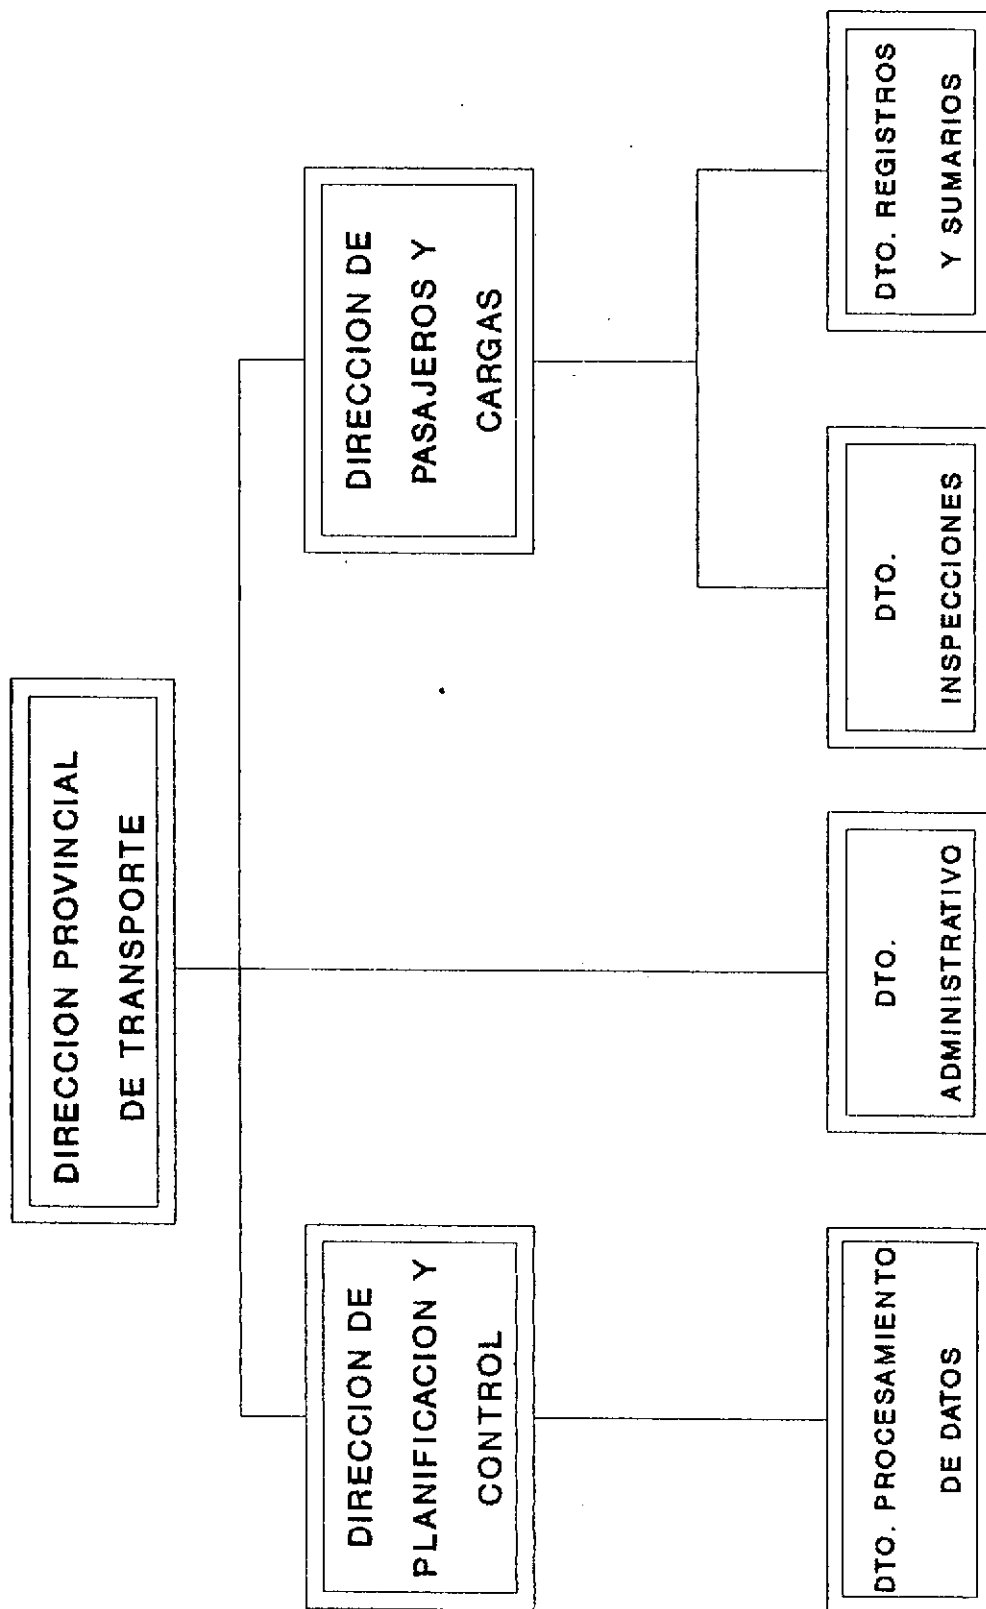 DIRECCION PROVINCIAL
DE TRANSPORTE
DIRECCION DE
PLANIFICACION Y
CONTROL
DIRECCION DE
PASAJEROS Y
CARGAS
DTO. PROCESAMIENTO
DE DATOS
DTO.
ADMINISTRATIVO
DTO.
INSPECCIONES
DTO. REGISTROS
Y SUMARIOS